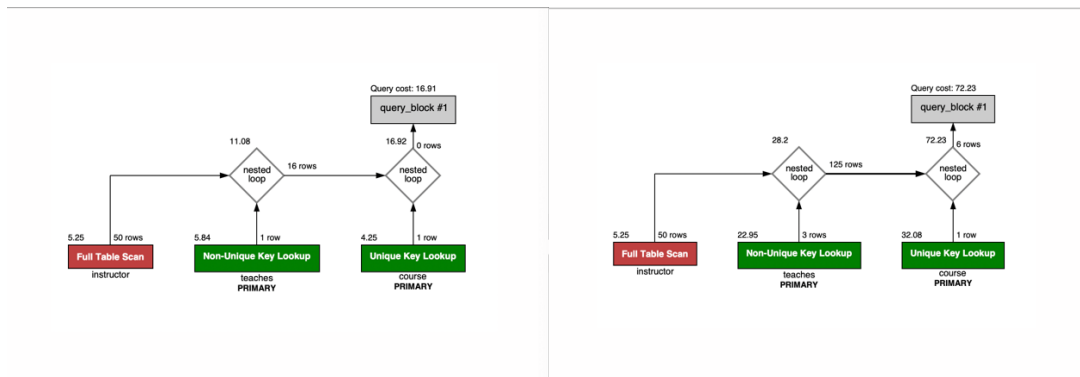 Query cost: 16.91
query_block #1
11.08
16.92
0 rows
nested
loop
16 rows
nested
loop
5.25
50 rows
5.84
1 row
4.25
1 row
Full Table Scan
Non-Unique Key Lookup
Unique Key Lookup
instructor
teaches
PRIMARY
course
PRIMARY
Query cost: 72.23
query_block #1
28.2
72.23
6 rows
nested
loop
125 rows
nested
loop
5.25
50 rows
22.95
3 rows
32.08
1 row
Full Table Scan
Non-Unique Key Lookup
Unique Key Lookup
instructor
teaches
PRIMARY
course
PRIMARY